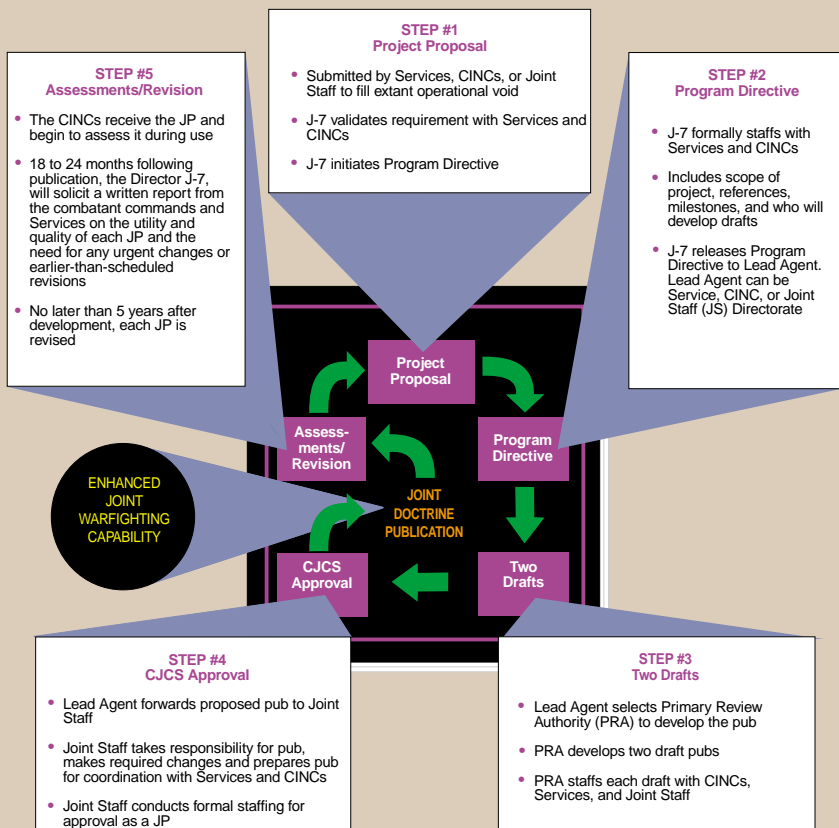 STEP #1
Project Proposal
• Submitted by Services, CINCs, or Joint
Staff to fill extant operational void
• J-7 validates requirement with Services and
CINCs
• J-7 initiates Program Directive
STEP #5
Assessments/Revision
• The CINCs receive the JP and
begin to assess it during use
• 18 to 24 months following
publication, the Director J-7,
will solicit a written report from
the combatant commands and
Services on the utility and
quality of each JP and the
need for any urgent changes or
earlier-than-scheduled
revisions
• No later than 5 years after
development, each JP is
revised
STEP #2
Program Directive
• J-7 formally staffs with
Services and CINCs
• Includes scope of
project, references,
milestones, and who will
develop drafts
• J-7 releases Program
Directive to Lead Agent.
Lead Agent can be
Service, CINC, or Joint
Staff (JS) Directorate
Project
Proposal
Assess-
ments/
Revision
Program
Directive
ENHANCED
JOINT
WARFIGHTING
CAPABILITY
JOINT
DOCTRINE
PUBLICATION
CJCS
Approval
Two
Drafts
STEP #4
CJCS Approval
• Lead Agent forwards proposed pub to Joint
Staff
• Joint Staff takes responsibility for pub,
makes required changes and prepares pub
for coordination with Services and CINCs
• Joint Staff conducts formal staffing for
approval as a JP
STEP #3
Two Drafts
• Lead Agent selects Primary Review
Authority (PRA) to develop the pub
• PRA develops two draft pubs
• PRA staffs each draft with CINCs,
Services, and Joint Staff